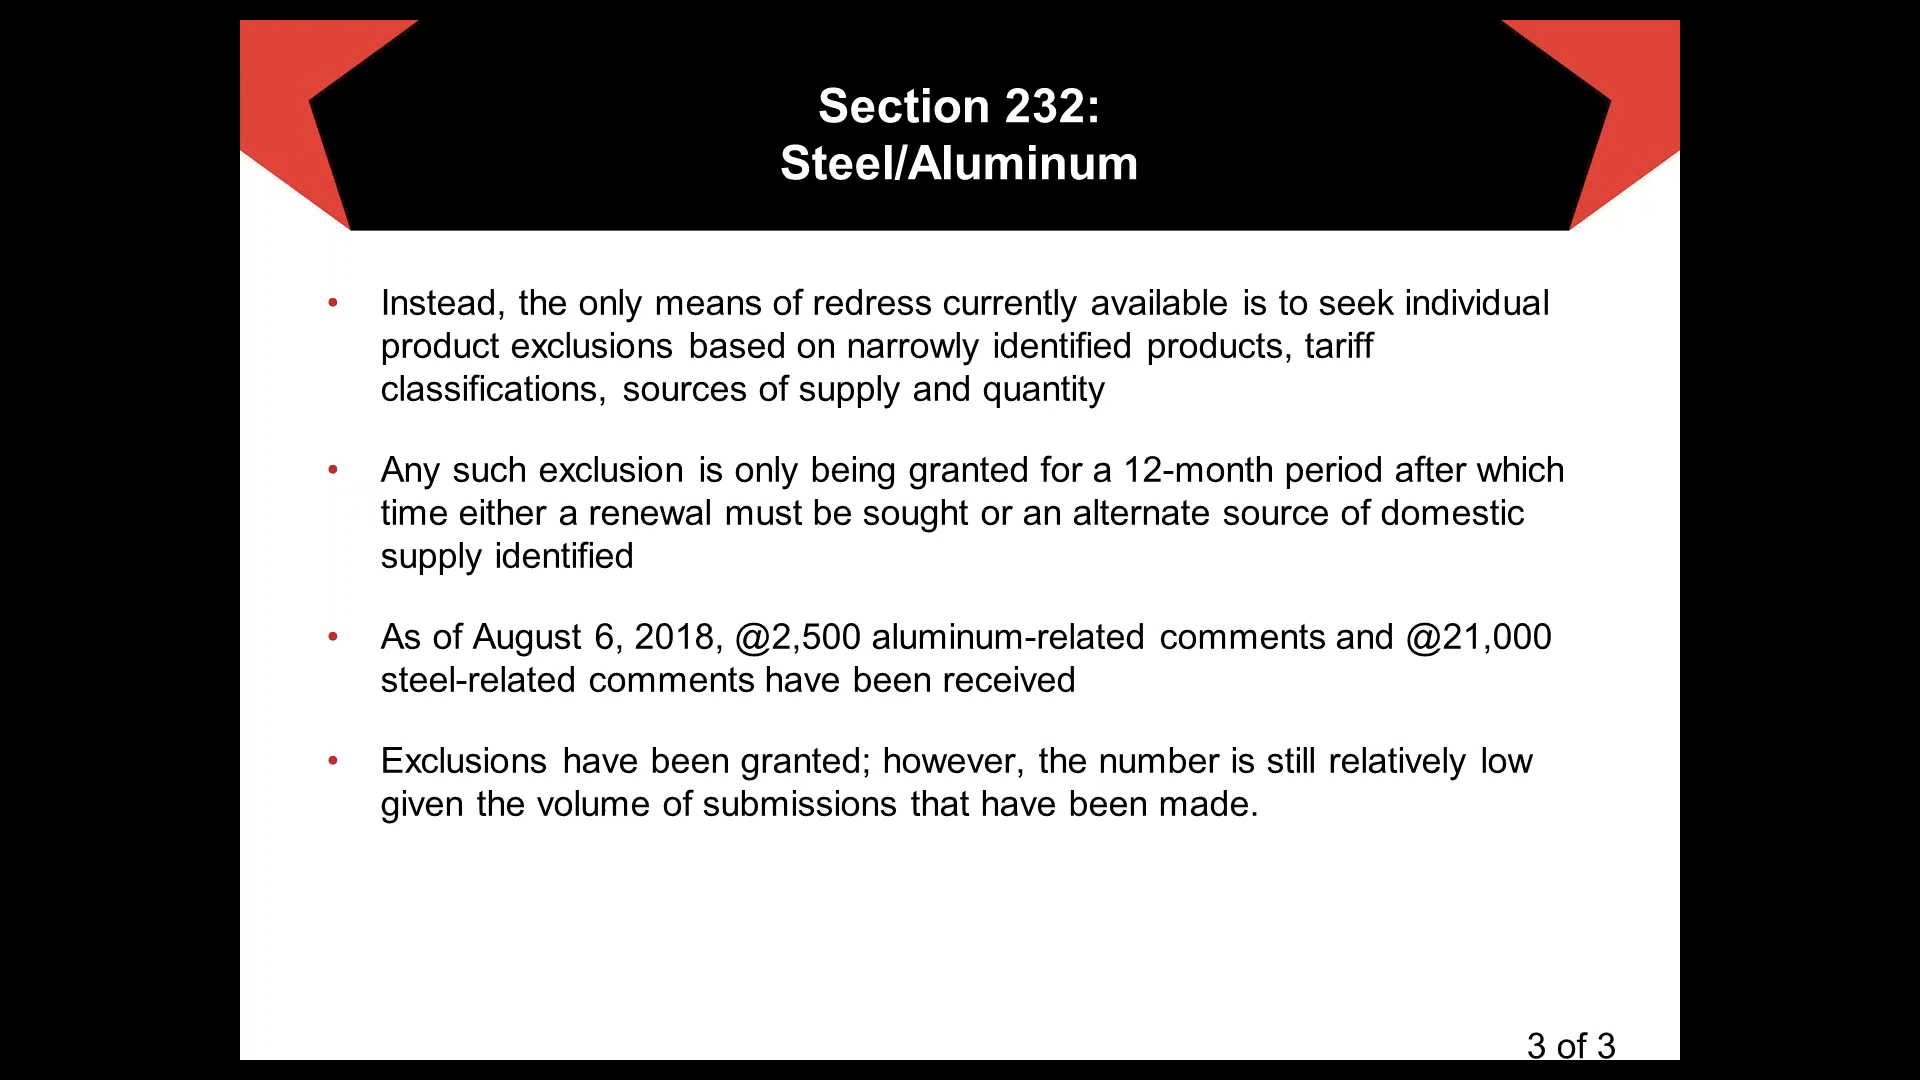 Section 232:
Steel/Aluminum
• Instead, the only means of redress currently available is to seek individual
product exclusions based on narrowly identified products, tariff
classifications, sources of supply and quantity
• Any such exclusion is only being granted for a 12-month period after which
time either a renewal must be sought or an alternate source of domestic
supply identified
• As of August 6, 2018, @2,500 aluminum-related comments and @21,000
steel-related comments have been received
• Exclusions have been granted; however, the number is still relatively low
given the volume of submissions that have been made.
3 of 3